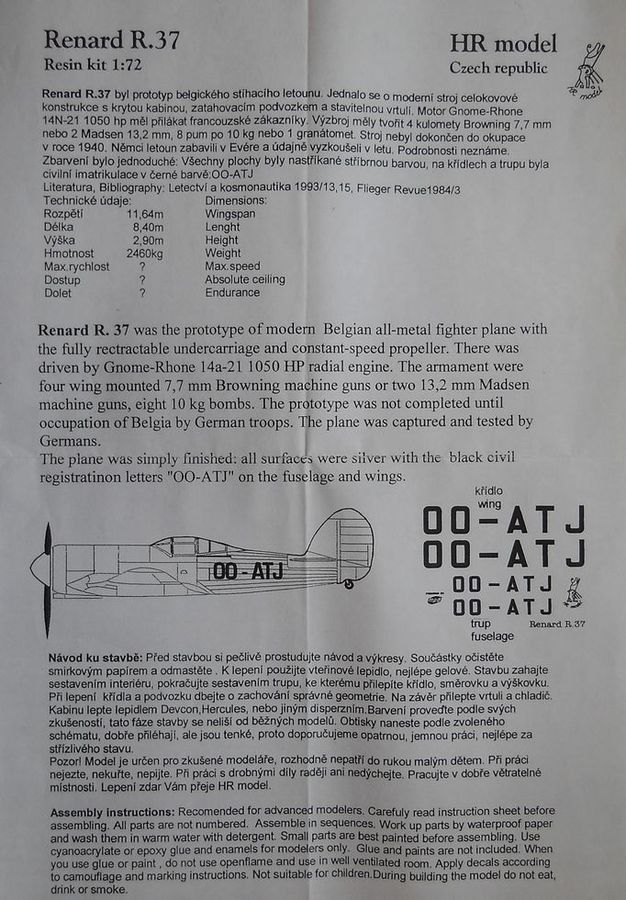 Renard R.37
Resin kit 1:72
HR model
Czech republic
HR model
Renard R.37 byl prototyp belgického stíhacího letounu. Jednalo se o moderní stroj celokovové
konstrukce s krytou kabinou, zatahovacím podvozkem a stavitelnou vrtulí. Motor Gnome-Rhone
14N-21 1050 hp měl přilákat francouzské zákazníky. Výzbroj měly tvořit 4 kulomety Browning 7,7 mm
nebo 2 Madsen 13,2 mm, 8 pum po 10 kg nebo 1 granátomet. Stroj nebyl dokončen do okupace
v roce 1940. Němci letoun zabavili v Evére a údajně vyzkoušeli v letu. Podrobnosti neznáme.
Zbarvení bylo jednoduché: Všechny plochy byly nastříkané stříbrnou barvou, na křídlech a trupu byla
civilní imatrikulace v černé barvě:OO-ATJ
Literatura, Bibliography: Letectví a kosmonautika 1993/13,15, Flieger Revue1984/3
Technické údaje: Dimensions:
Rozpětí 11,64m Wingspan
Délka 8,40m Lenght
Výška 2,90m Height
Hmotnost 2460kg Weight
Max.rychlost ? Max.speed
Dostup ? Absolute ceiling
Dolet ? Endurance
Renard R. 37 was the prototype of modern Belgian all-metal fighter plane with
the fully rectractable undercarriage and constant-speed propeller. There was
driven by Gnome-Rhone 14a-21 1050 HP radial engine. The armament were
four wing mounted 7,7 mm Browning machine guns or two 13,2 mm Madsen
machine guns, eight 10 kg bombs. The prototype was not completed until
occupation of Belgia by German troops. The plane was captured and tested by
Germans.
The plane was simply finished: all surfaces were silver with the black civil
registratinon letters "OO-ATJ" on the fuselage and wings.
křídlo
wing
OO-ATJ
OO-ATJ
OO-ATJ
OO-ATJ
OO-ATJ
trup
fuselage
Renard R.37
Návod ku stavbě: Před stavbou si pečlivě prostudujte návod a výkresy. Součástky očistěte
smirkovým papírem a odmastěte . K lepení použijte vteřinové lepidlo, nejlépe gelové. Stavbu zahajte
sestavením interiéru, pokračujte sestavením trupu, ke kterému přilepíte křídlo, směrovku a výškovku.
Při lepení křídla a podvozku dbejte o zachování správné geometrie. Na závěr přilepte vrtuli a chladič.
Kabinu lepte lepidlem Devcon,Hercules, nebo jiným disperzním.Barvení proveďte podle svých
zkušeností, tato fáze stavby se neliší od běžných modelů. Obtisky naneste podle zvoleného
schématu, dobře přiléhají, ale jsou tenké, proto doporučujeme opatrnou, jemnou práci, nejlépe za
střízlivého stavu.
Pozor! Model je určen pro zkušené modeláře, rozhodně nepatří do rukou malým dětem. Při práci
nejezte, nekuřte, nepijte. Při práci s drobnými díly raději ani nedýchejte. Pracujte v dobře větratelné
místnosti. Lepení zdar Vám přeje HR model.
Assembly instructions: Recomended for advanced modelers. Carefuly read instruction sheet before
assembling. All parts are not numbered. Assemble in sequences. Work up parts by waterproof paper
and wash them in warm water with detergent. Small parts are best painted before assembling. Use
cyanoacrylate or epoxy glue and enamels for modelers only. Glue and paints are not included. When
you use glue or paint , do not use openflame and use in well ventilated room. Apply decals according
to camouflage and marking instructions. Not suitable for children.During building the model do not eat,
drink or smoke.